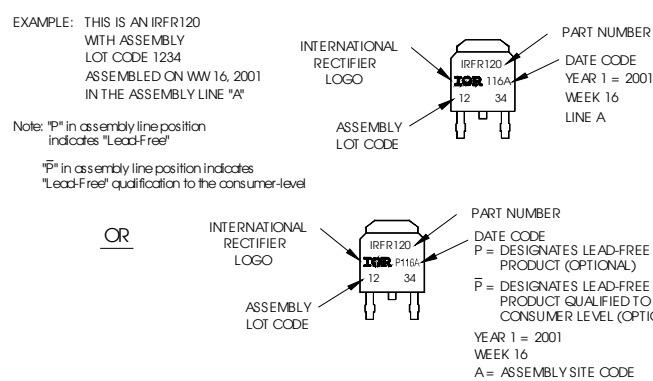 EXAMPLE: THIS IS AN IRFR120
WITH ASSEMBLY
LOT CODE 1234
ASSEMBLED ON WW 16, 2001
IN THE ASSEMBLY LINE "A"
Note: "P" in assembly line position
indicates "Lead-Free"
"P̅" in assembly line position indicates
"Lead-Free" qualification to the consumer-level
INTERNATIONAL
RECTIFIER
LOGO
ASSEMBLY
LOT CODE
IRFR120
IOR 116A
12 34
PART NUMBER
DATE CODE
YEAR 1 = 2001
WEEK 16
LINE A
OR
INTERNATIONAL
RECTIFIER
LOGO
ASSEMBLY
LOT CODE
IRFR120
IOR P116A
12 34
PART NUMBER
DATE CODE
P = DESIGNATES LEAD-FREE
PRODUCT (OPTIONAL)
P̅ = DESIGNATES LEAD-FREE
PRODUCT QUALIFIED TO
CONSUMER LEVEL (OPTI
YEAR 1 = 2001
WEEK 16
A = ASSEMBLY SITE CODE